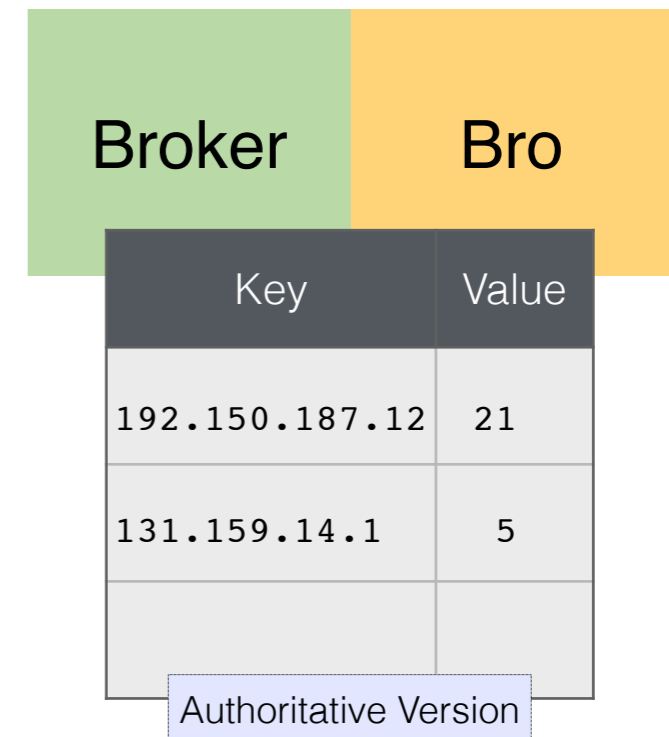 Broker Bro
Key Value
192.150.187.12 21
131.159.14.1 5
Authoritative Version